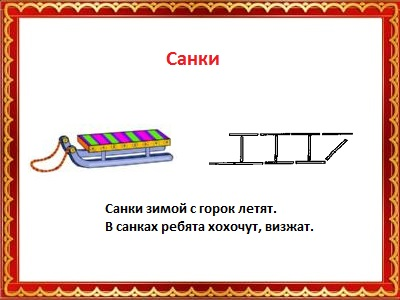 Санки
Санки зимой с горок летят.
В санках ребята хохочут, визжат.